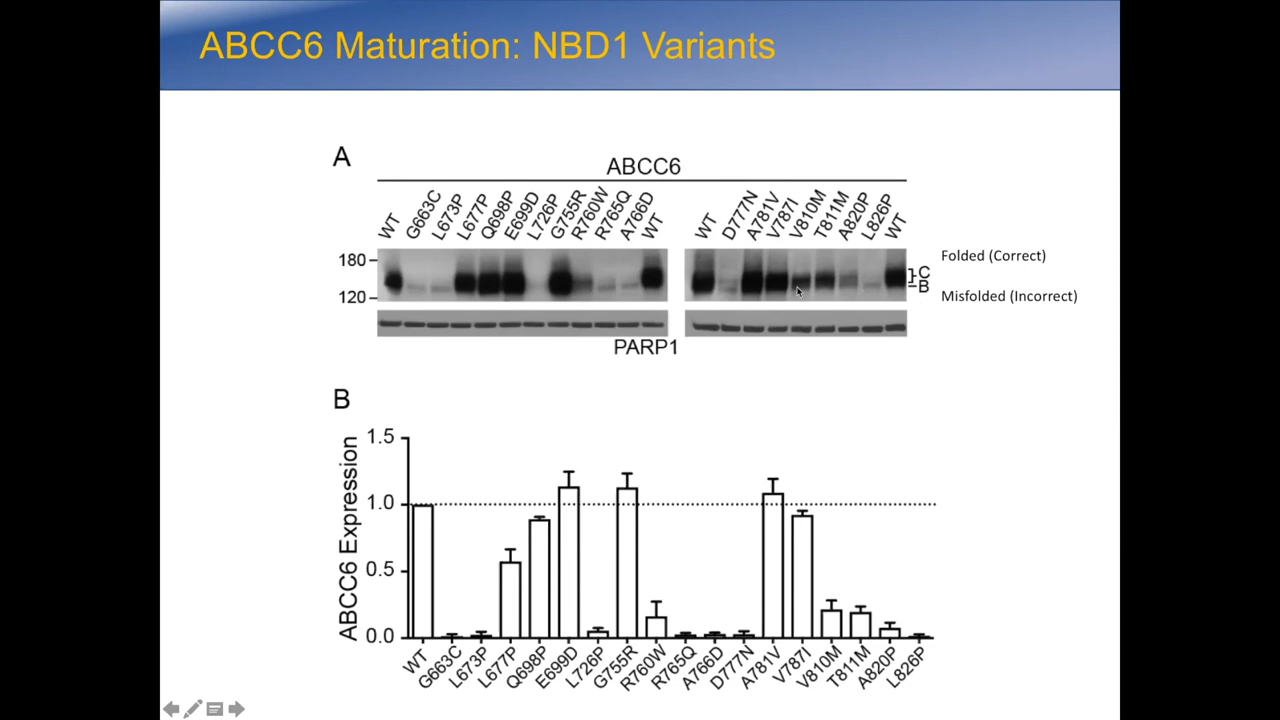 ABCC6 Maturation: NBD1 Variants
A
ABCC6
WT G663C L673P L677P Q698P E699D L726P G755R R760W R765Q A766D WT WT D777N A781V V787I V810M T811M A820P L826P WT
180
120
C
B
Folded (Correct)
Misfolded (Incorrect)
PARP1
B
ABCC6 Expression
1.5
1.0
0.5
0.0
WT G663C L673P L677P Q698P E699D L726P G755R R760W R765Q A766D D777N A781V V787I V810M T811M A820P L826P